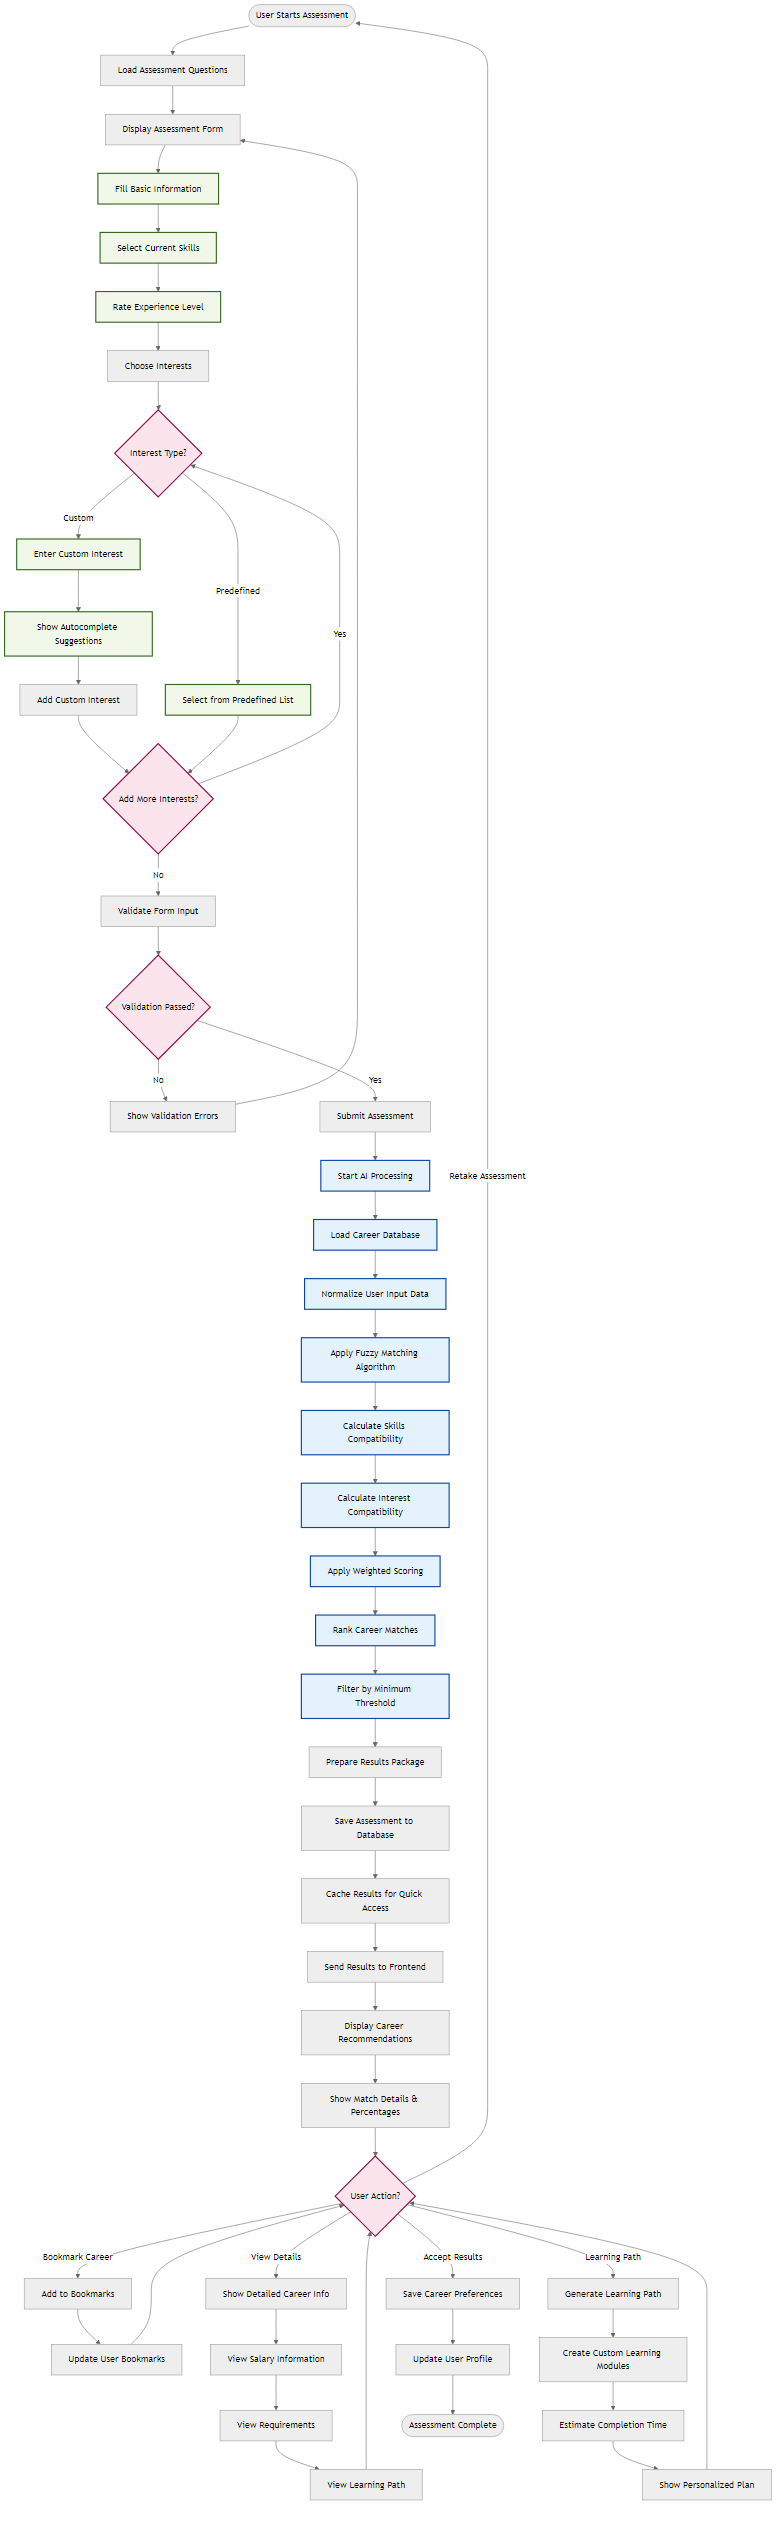 User Starts Assessment
Load Assessment Questions
Display Assessment Form
Fill Basic Information
Select Current Skills
Rate Experience Level
Choose Interests
Interest Type?
Custom
Enter Custom Interest
Predefined
Show Autocomplete
Suggestions
Yes
Add Custom Interest
Select from Predefined List
Add More Interests?
No
Validate Form Input
Validation Passed?
No
Yes
Show Validation Errors
Submit Assessment
Start AI Processing
Retake Assessment
Load Career Database
Normalize User Input Data
Apply Fuzzy Matching
Algorithm
Calculate Skills
Compatibility
Calculate Interest
Compatibility
Apply Weighted Scoring
Rank Career Matches
Filter by Minimum
Threshold
Prepare Results Package
Save Assessment to
Database
Cache Results for Quick
Access
Send Results to Frontend
Display Career
Recommendations
Show Match Details &
Percentages
User Action?
Bookmark Career
View Details
Accept Results
Learning Path
Add to Bookmarks
Show Detailed Career Info
Save Career Preferences
Generate Learning Path
Update User Bookmarks
View Salary Information
Update User Profile
Create Custom Learning
Modules
View Requirements
Assessment Complete
Estimate Completion Time
View Learning Path
Show Personalized Plan